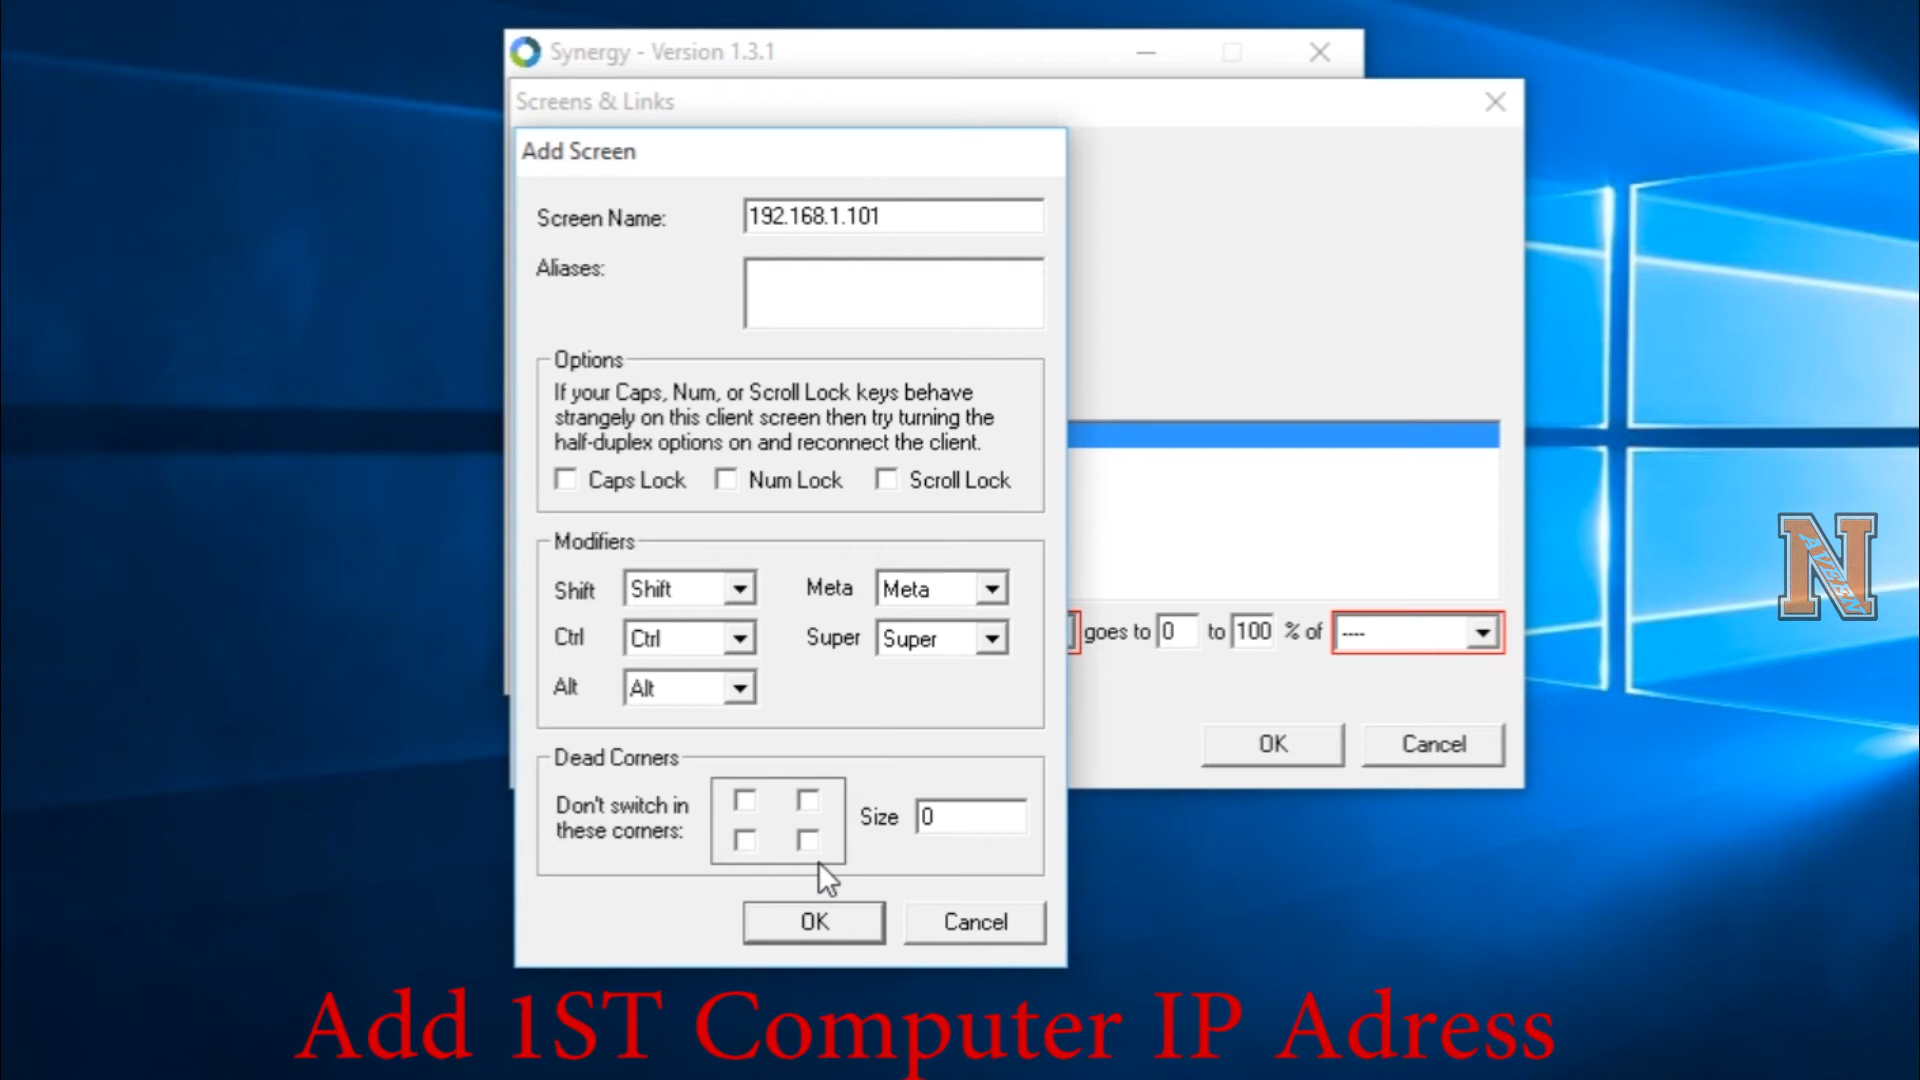 Synergy - Version 1.3.1
Screens & Links
Add Screen
Screen Name: 192.168.1.101
Aliases:
Options
If your Caps, Num, or Scroll Lock keys behave
strangely on this client screen then try turning the
half-duplex options on and reconnect the client.
Caps Lock Num Lock Scroll Lock
Modifiers
Shift Shift Meta Meta
Ctrl Ctrl Super Super
Alt Alt
goes to 0 to 100 % of ----
OK Cancel
Dead Corners
Don't switch in
these corners:
Size 0
OK Cancel
N
AVEEN
Add 1ST Computer IP Adress